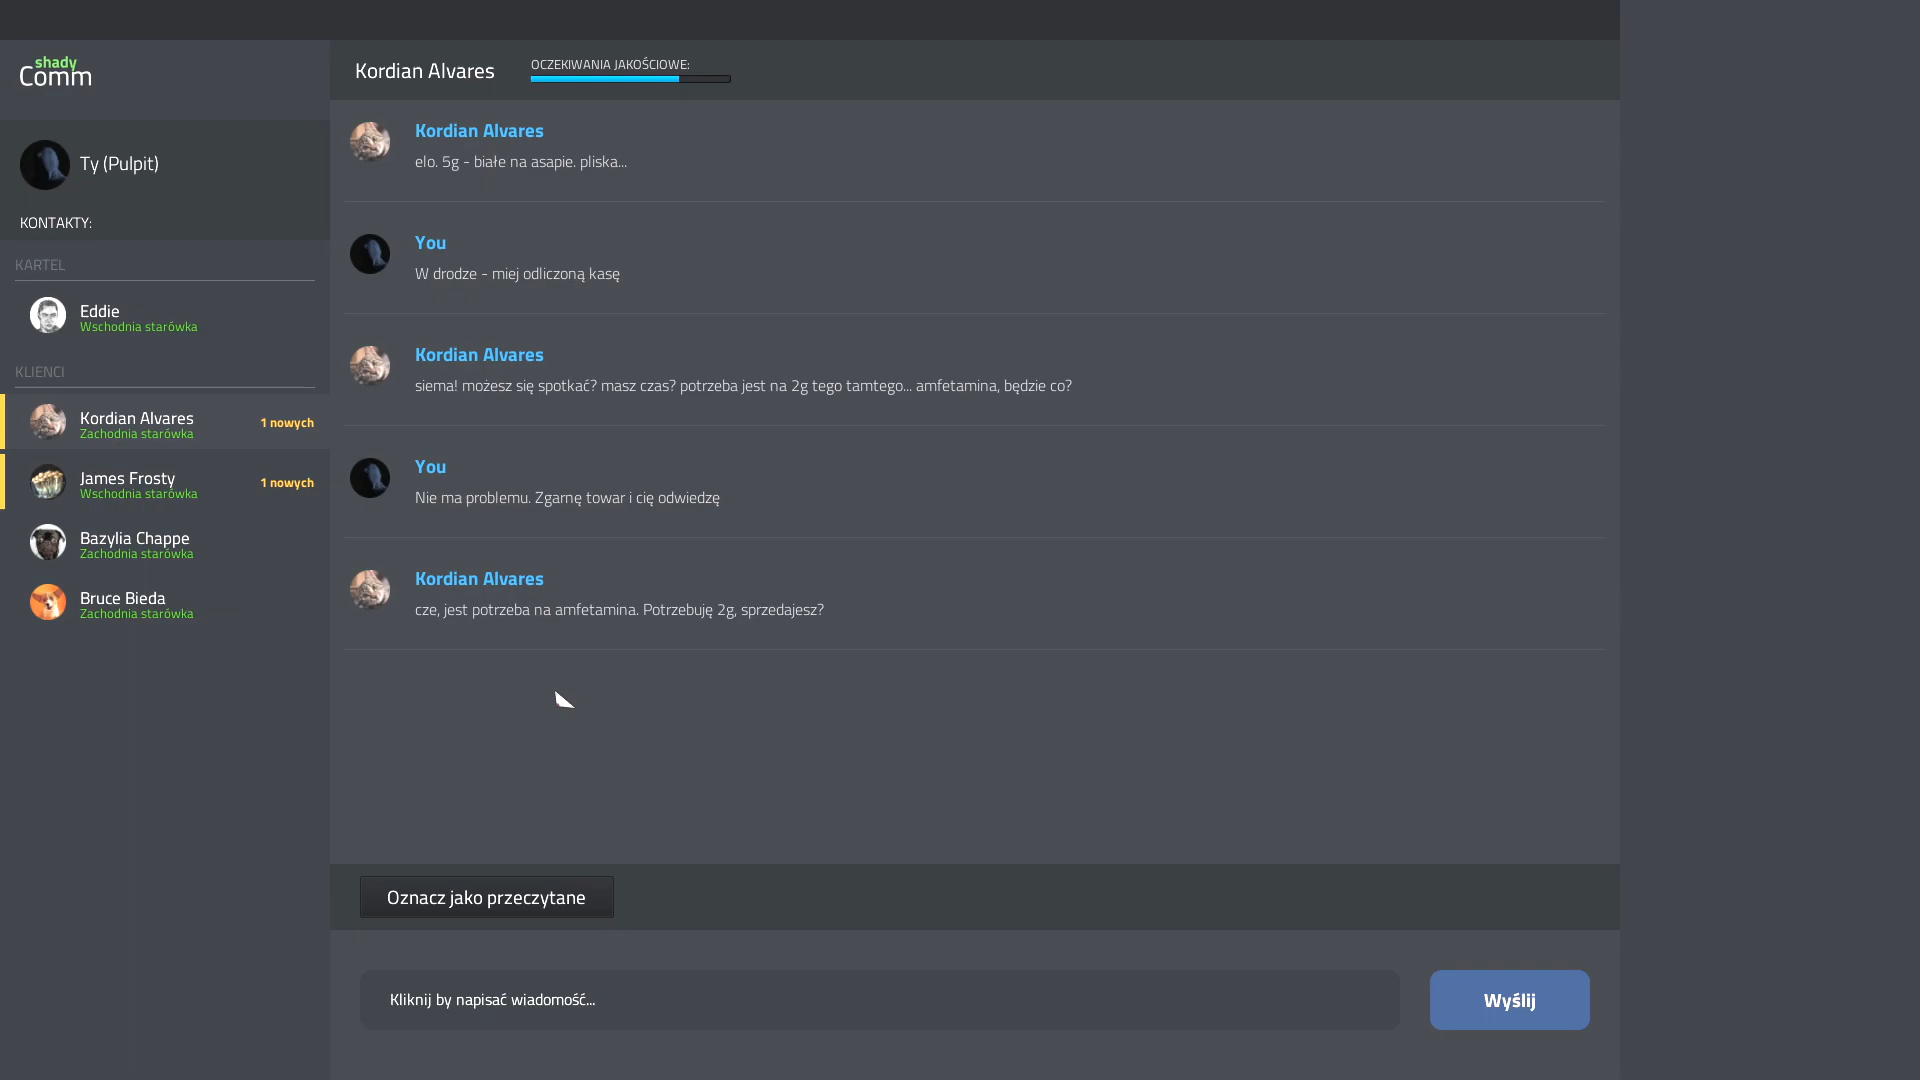 shady
Comm
Ty (Pulpit)
KONTAKTY:
KARTEL
Eddie
Wschodnia starówka
KLIENCI
Kordian Alvares
Zachodnia starówka
1 nowych
James Frosty
Wschodnia starówka
1 nowych
Bazylia Chappe
Zachodnia starówka
Bruce Bieda
Zachodnia starówka
Kordian Alvares
OCZEKIWANIA JAKOŚCIOWE:
Kordian Alvares
elo. 5g - białe na asapie. pliska...
You
W drodze - miej odliczoną kasę
Kordian Alvares
siema! możesz się spotkać? masz czas? potrzeba jest na 2g tego tamtego... amfetamina, będzie co?
You
Nie ma problemu. Zgarnę towar i cię odwiedzę
Kordian Alvares
cze, jest potrzeba na amfetamina. Potrzebuję 2g, sprzedajesz?
Oznacz jako przeczytane
Kliknij by napisać wiadomość...
Wyślij